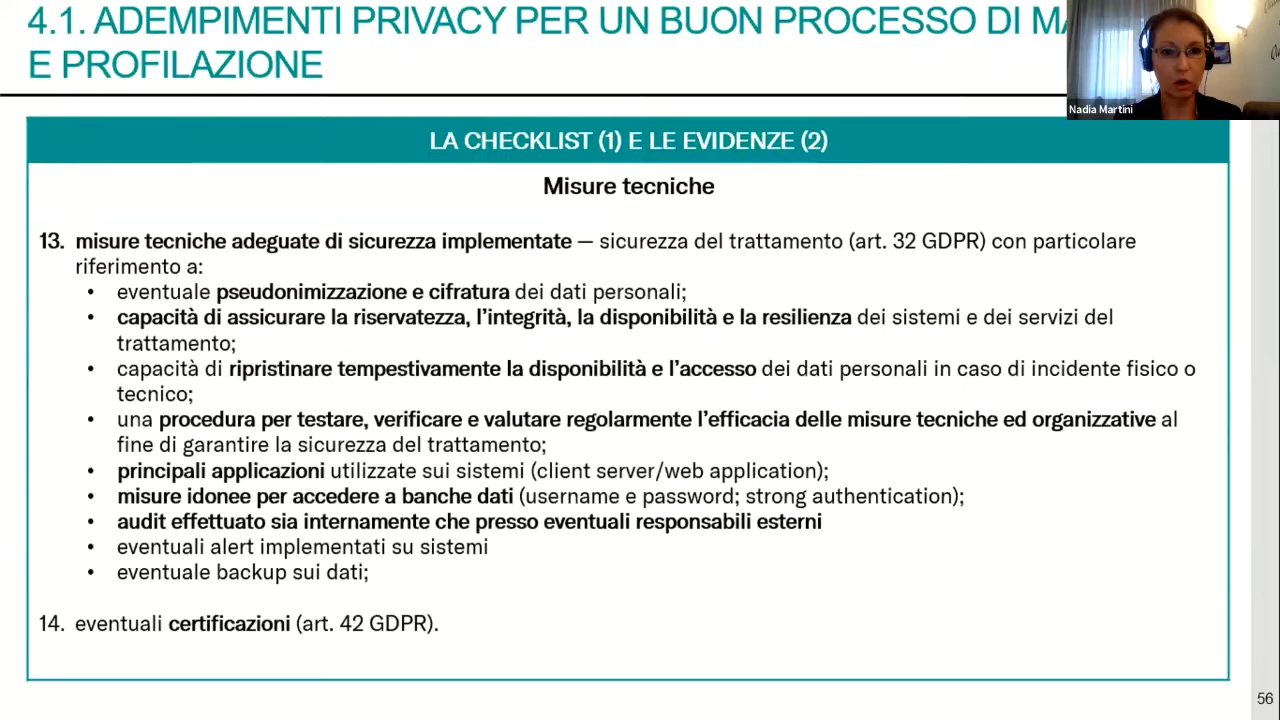 4.1. ADEMPIMENTI PRIVACY PER UN BUON PROCESSO DI
E PROFILAZIONE
Nadia Martini
LA CHECKLIST (1) E LE EVIDENZE (2)
Misure tecniche
13. misure tecniche adeguate di sicurezza implementate — sicurezza del trattamento (art. 32 GDPR) con particolare
riferimento a:
• eventuale pseudonimizzazione e cifratura dei dati personali;
• capacità di assicurare la riservatezza, l’integrità, la disponibilità e la resilienza dei sistemi e dei servizi del
trattamento;
• capacità di ripristinare tempestivamente la disponibilità e l’accesso dei dati personali in caso di incidente fisico o
tecnico;
• una procedura per testare, verificare e valutare regolarmente l’efficacia delle misure tecniche ed organizzative al
fine di garantire la sicurezza del trattamento;
• principali applicazioni utilizzate sui sistemi (client server/web application);
• misure idonee per accedere a banche dati (username e password; strong authentication);
• audit effettuato sia internamente che presso eventuali responsabili esterni
• eventuali alert implementati su sistemi
• eventuale backup sui dati;
14. eventuali certificazioni (art. 42 GDPR).
56